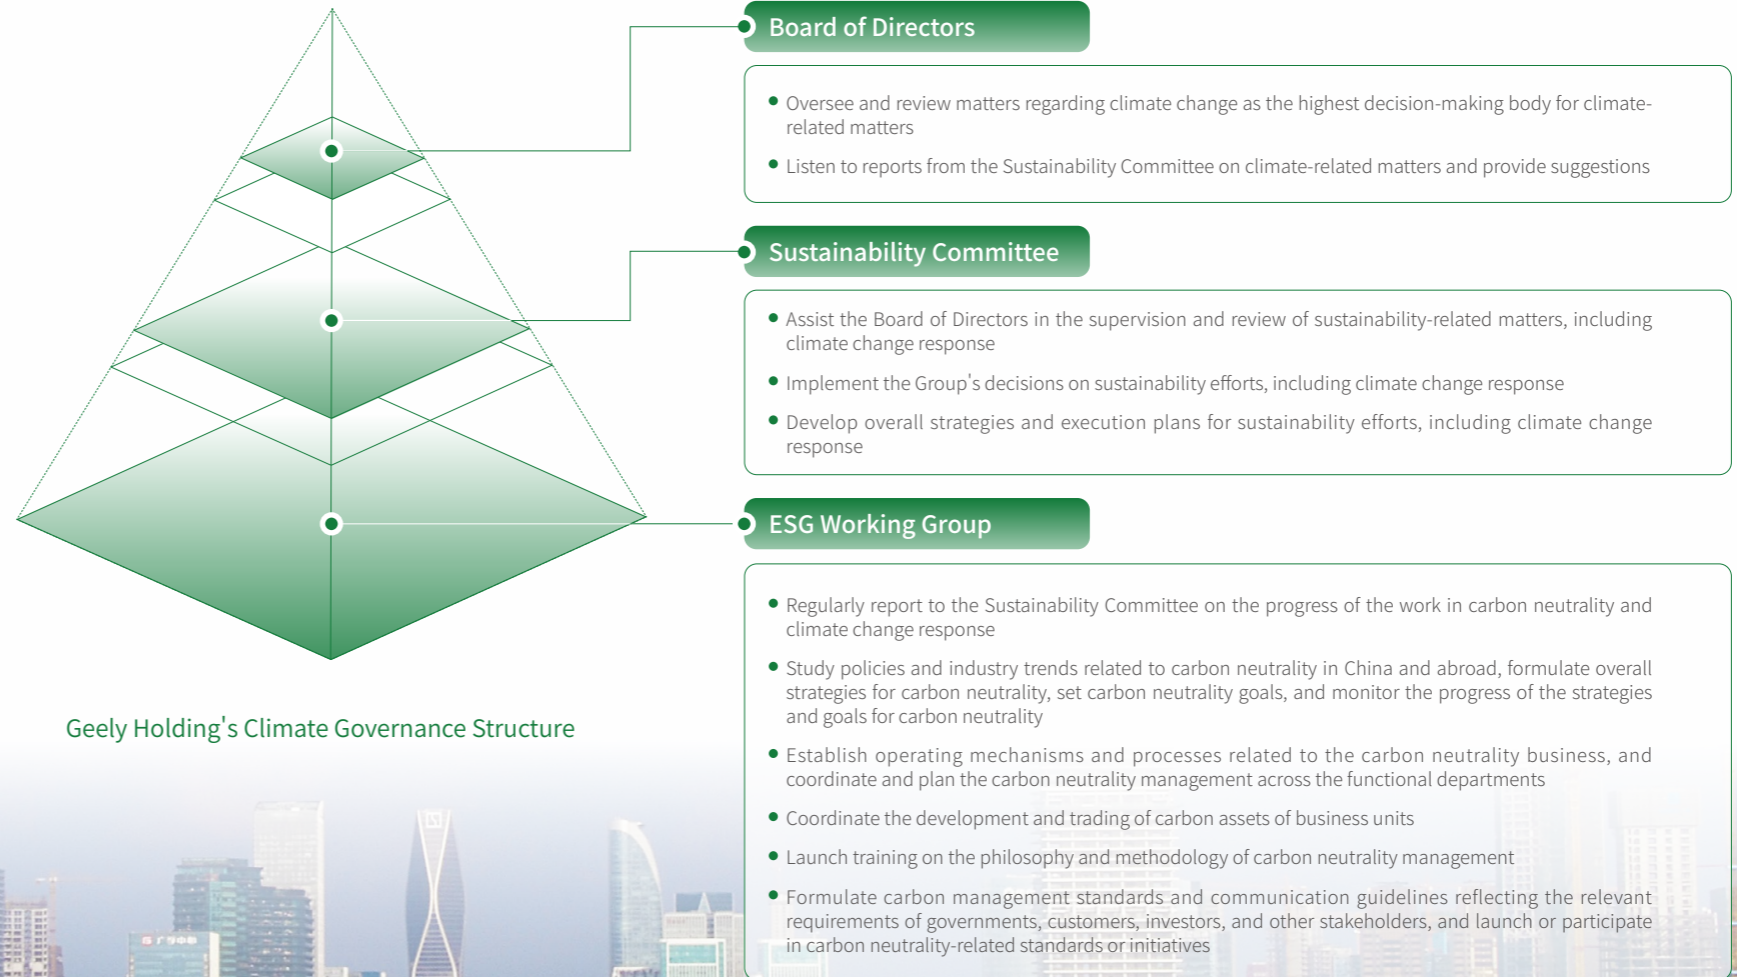 Board of Directors
Oversee and review matters regarding climate change as the highest decision-making body for climate-
related matters
Listen to reports from the Sustainability Committee on climate-related matters and provide suggestions
Sustainability Committee
Assist the Board of Directors in the supervision and review of sustainability-related matters, including
climate change response
Implement the Group's decisions on sustainability efforts, including climate change response
Develop overall strategies and execution plans for sustainability efforts, including climate change
response
ESG Working Group
Regularly report to the Sustainability Committee on the progress of the work in carbon neutrality and
climate change response
Study policies and industry trends related to carbon neutrality in China and abroad, formulate overall
strategies for carbon neutrality, set carbon neutrality goals, and monitor the progress of the strategies
and goals for carbon neutrality
Establish operating mechanisms and processes related to the carbon neutrality business, and
coordinate and plan the carbon neutrality management across the functional departments
Coordinate the development and trading of carbon assets of business units
Launch training on the philosophy and methodology of carbon neutrality management
Formulate carbon management standards and communication guidelines reflecting the relevant
requirements of governments, customers, investors, and other stakeholders, and launch or participate
in carbon neutrality-related standards or initiatives
Geely Holding's Climate Governance Structure